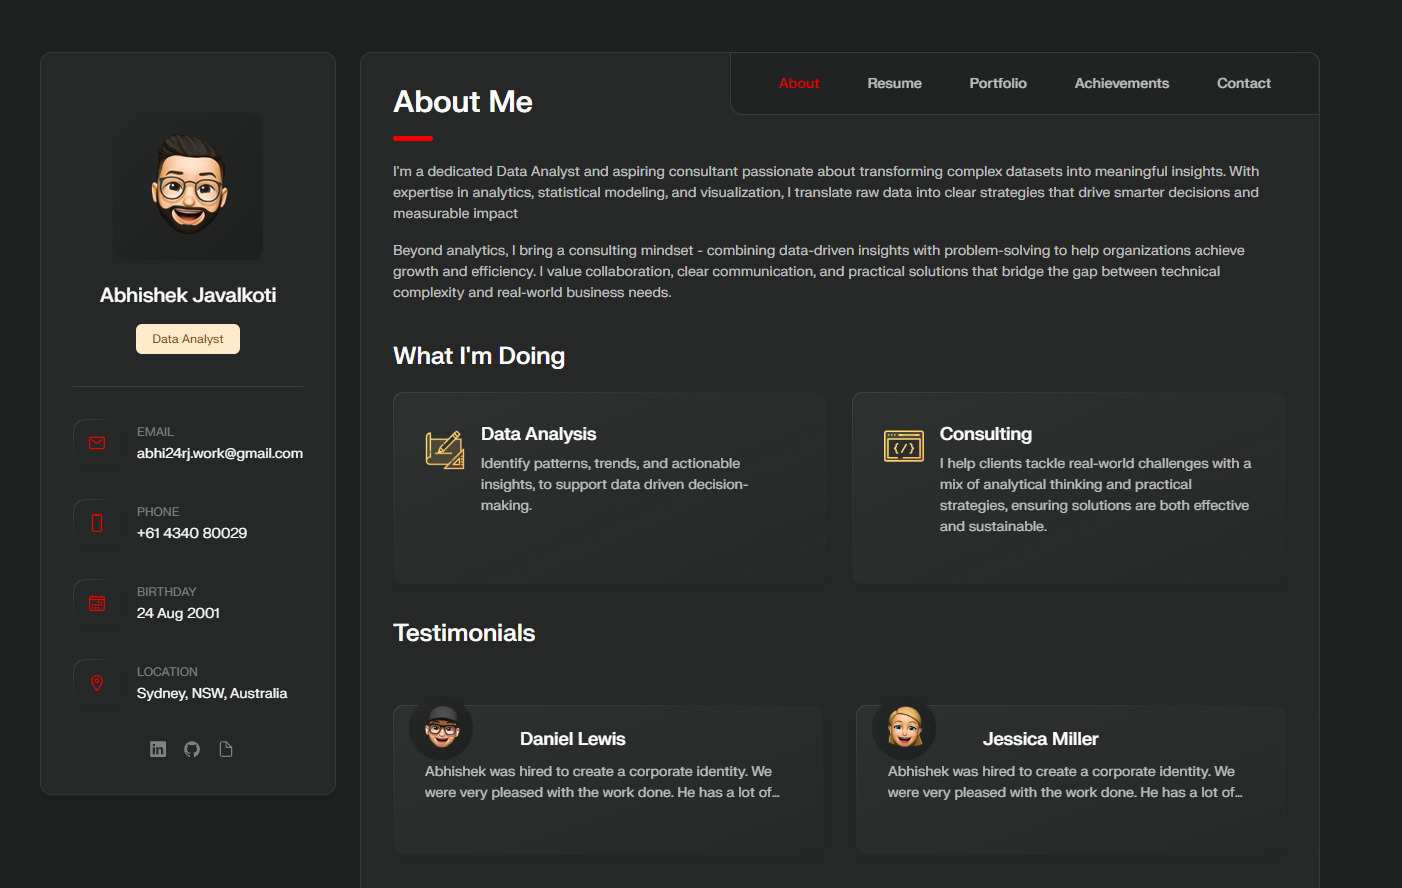 Abhishek Javalkoti
Data Analyst
EMAIL
abhi24rj.work@gmail.com
PHONE
+61 4340 80029
BIRTHDAY
24 Aug 2001
LOCATION
Sydney, NSW, Australia
About Resume Portfolio Achievements Contact
About Me
I'm a dedicated Data Analyst and aspiring consultant passionate about transforming complex datasets into meaningful insights. With
expertise in analytics, statistical modeling, and visualization, I translate raw data into clear strategies that drive smarter decisions and
measurable impact
Beyond analytics, I bring a consulting mindset - combining data-driven insights with problem-solving to help organizations achieve
growth and efficiency. I value collaboration, clear communication, and practical solutions that bridge the gap between technical
complexity and real-world business needs.
What I'm Doing
Data Analysis
Identify patterns, trends, and actionable
insights, to support data driven decision-
making.
Consulting
I help clients tackle real-world challenges with a
mix of analytical thinking and practical
strategies, ensuring solutions are both effective
and sustainable.
Testimonials
Daniel Lewis
Abhishek was hired to create a corporate identity. We
were very pleased with the work done. He has a lot of...
Jessica Miller
Abhishek was hired to create a corporate identity. We
were very pleased with the work done. He has a lot of...